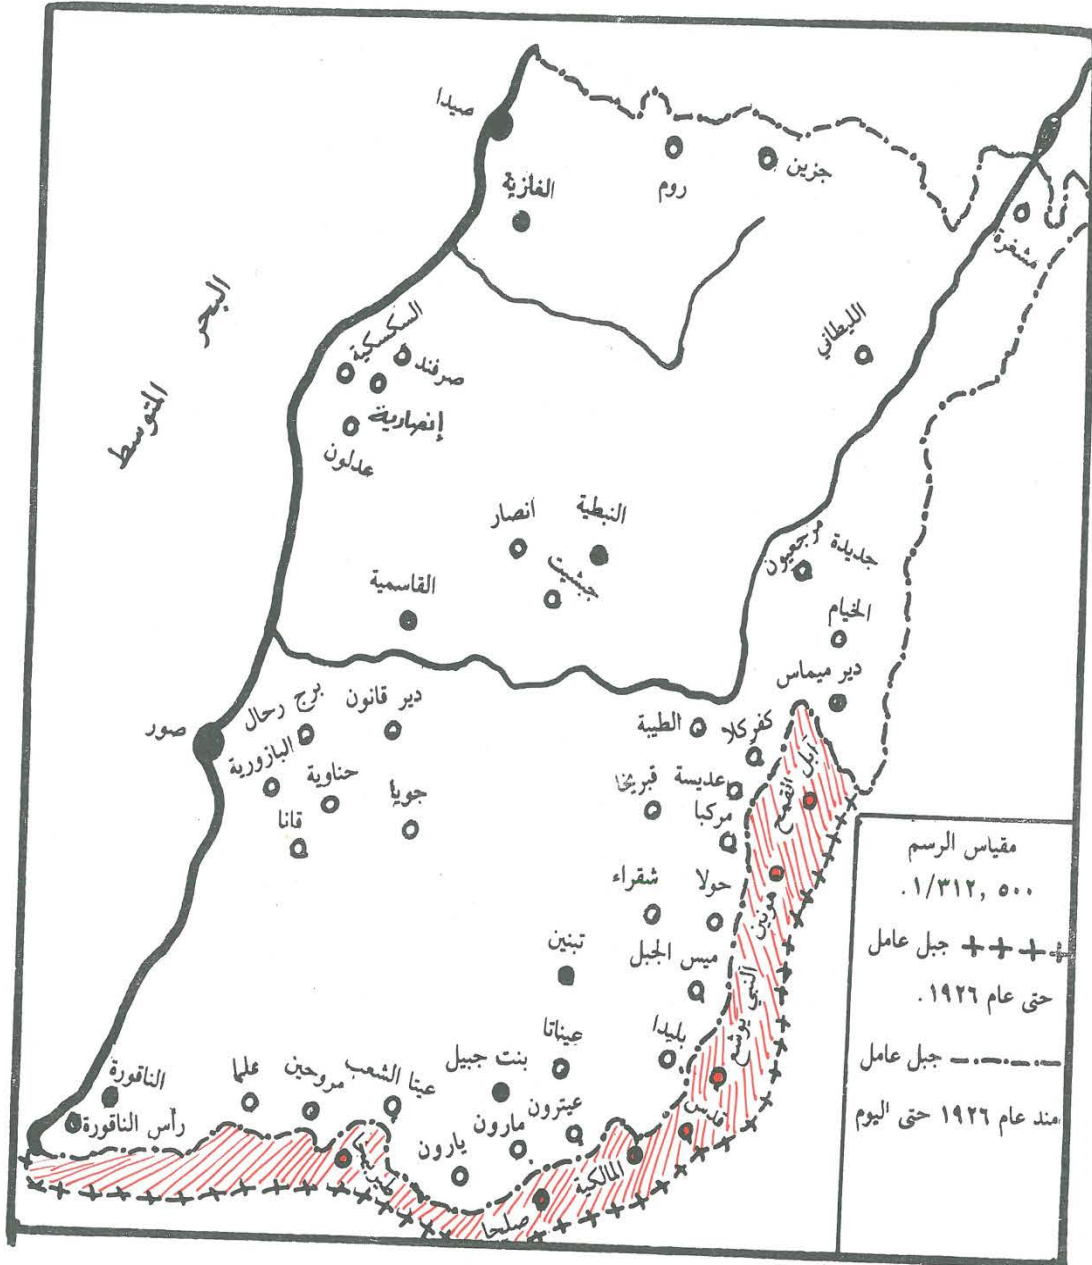 صيدا
الغازية
روم
جزين
مشغرة
البحر
المتوسط
الليطاني
السكسكية
صرفند
إنصارية
عدلون
انصار
النبطية
جبشيت
القاسمية
جديدة مرجعيون
الخيام
دير ميماس
صور
برج رحال
دير قانون
البازورية
حناوية
قانا
جويا
الطيبة
كفركلا
عديسة
قبريخا
مركبا
آبل القمح
حولا
شقراء
هونين
تبنين
ميس الجبل
النبي يوشع
بليدا
عيناتا
بنت جبيل
عيتا الشعب
مروحين
علما
الناقورة
رأس الناقورة
عيترون
مارون
يارون
قدس
المالكية
صليحا
طيربيخا
مقياس الرسم
١/٣١٢,٥٠٠.
++++ جبل عامل
حتى عام ١٩٢٦.
جبل عامل
منذ عام ١٩٢٦ حتى اليوم